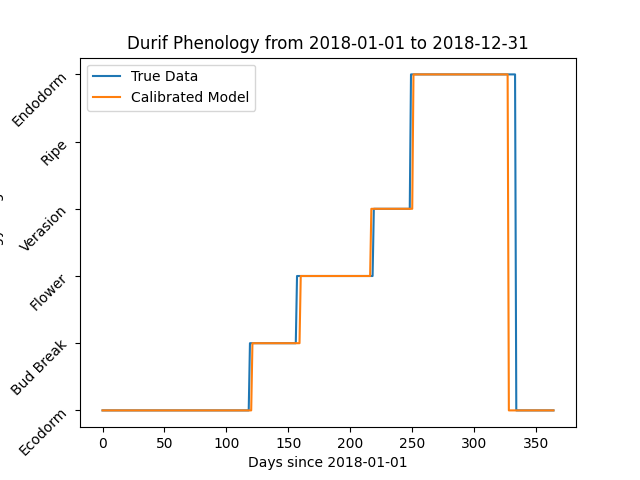 Durif Phenology from 2018-01-01 to 2018-12-31
True Data
Calibrated Model
Endodorm
Ripe
Verasion
Flower
Bud Break
Ecodorm
0 50 100 150 200 250 300 350
Days since 2018-01-01